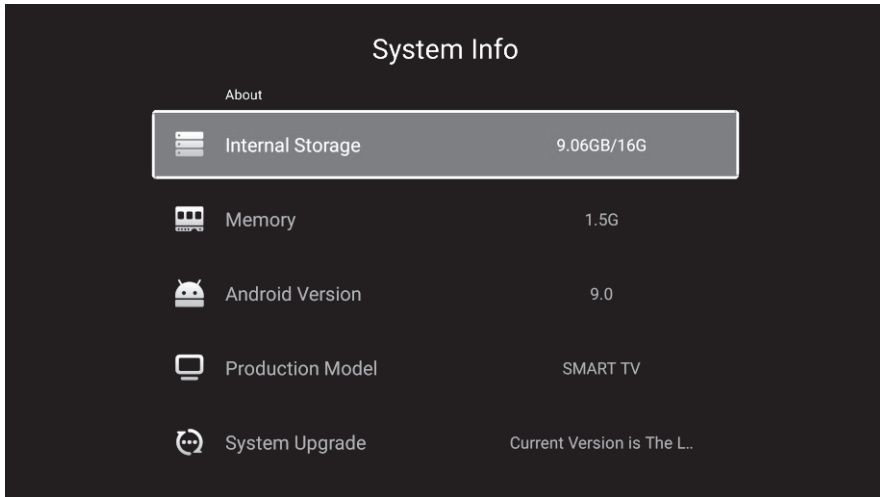 System Info
About
Internal Storage 9.06GB/16G
Memory 1.5G
Android Version 9.0
Production Model SMART TV
System Upgrade Current Version is The L..